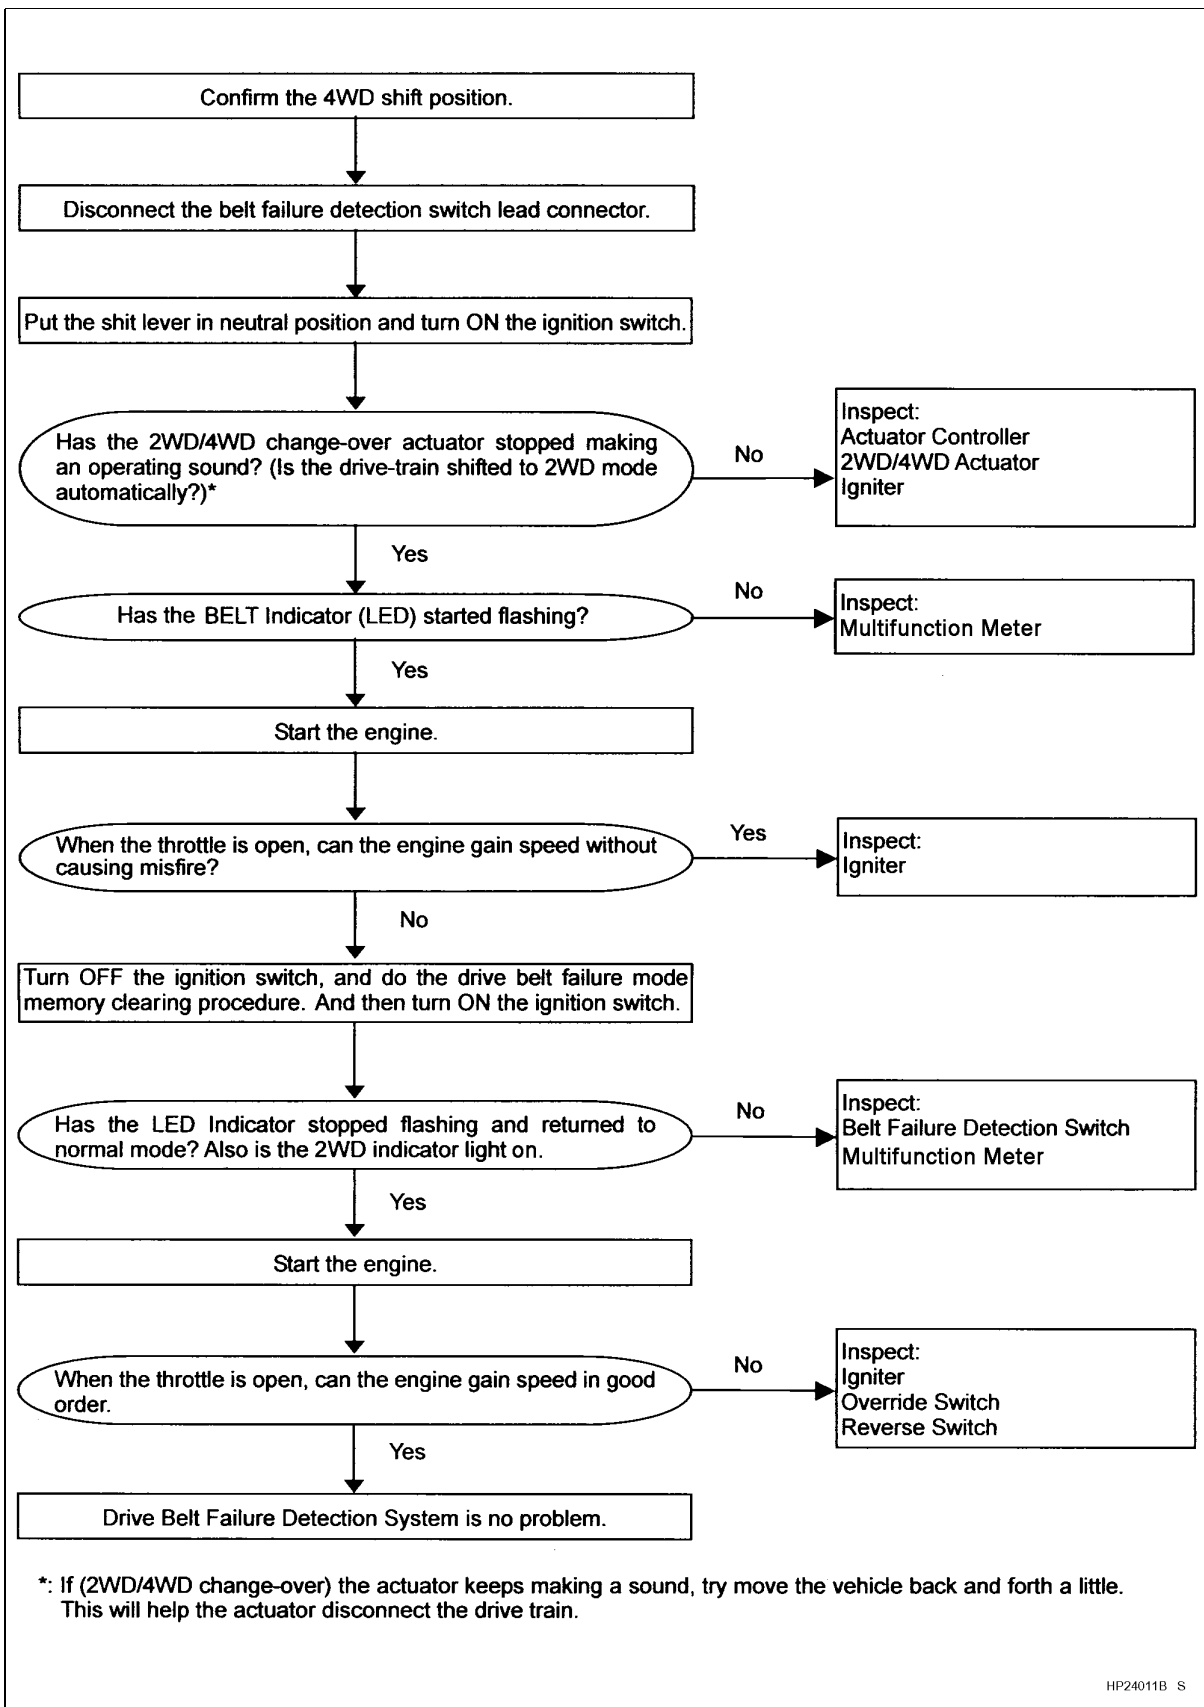 Confirm the 4WD shift position.
Disconnect the belt failure detection switch lead connector.
Put the shit lever in neutral position and turn ON the ignition switch.
Has the 2WD/4WD change-over actuator stopped making
an operating sound? (Is the drive-train shifted to 2WD mode
automatically?)*
No
Inspect:
Actuator Controller
2WD/4WD Actuator
Igniter
Yes
Has the BELT Indicator (LED) started flashing?
No
Inspect:
Multifunction Meter
Yes
Start the engine.
When the throttle is open, can the engine gain speed without
causing misfire?
Yes
Inspect:
Igniter
No
Turn OFF the ignition switch, and do the drive belt failure mode
memory clearing procedure. And then turn ON the ignition switch.
Has the LED Indicator stopped flashing and returned to
normal mode? Also is the 2WD indicator light on.
No
Inspect:
Belt Failure Detection Switch
Multifunction Meter
Yes
Start the engine.
When the throttle is open, can the engine gain speed in good
order.
No
Inspect:
Igniter
Override Switch
Reverse Switch
Yes
Drive Belt Failure Detection System is no problem.
*: If (2WD/4WD change-over) the actuator keeps making a sound, try move the vehicle back and forth a little.
This will help the actuator disconnect the drive train.
HP24011B S